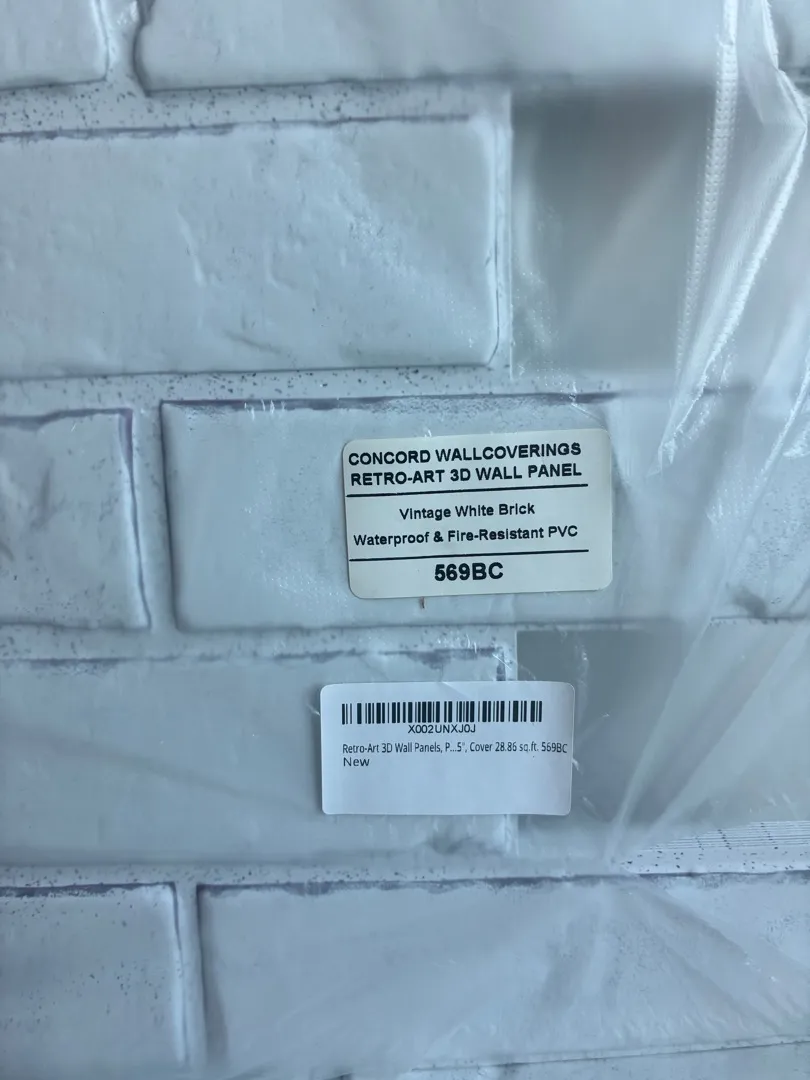 CONCORD WALLCOVERINGS
RETRO-ART 3D WALL PANEL
Vintage White Brick
Waterproof & Fire-Resistant PVC
569BC
X002UNXJ0J
Retro-Art 3D Wall Panels, P...5", Cover 28.86 sq.ft. 569BC
New